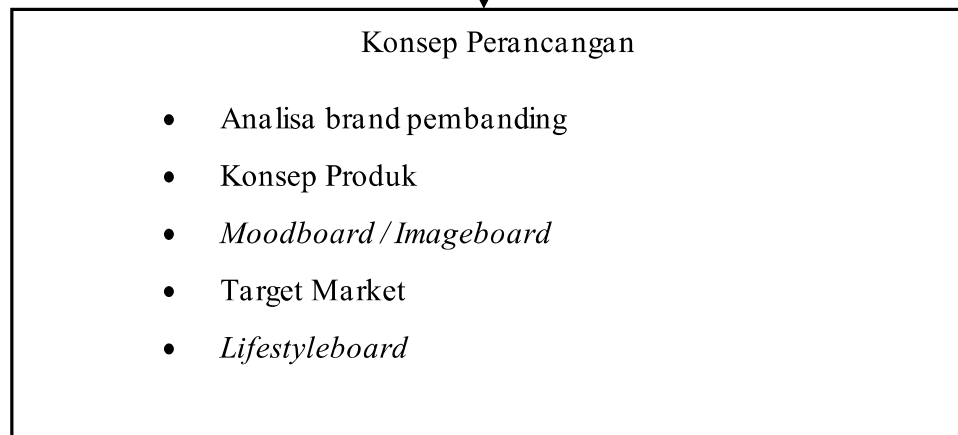 Konsep Perancangan
• Analisa brand pembanding
• Konsep Produk
• Moodboard / Imageboard
• Target Market
• Lifestyleboard